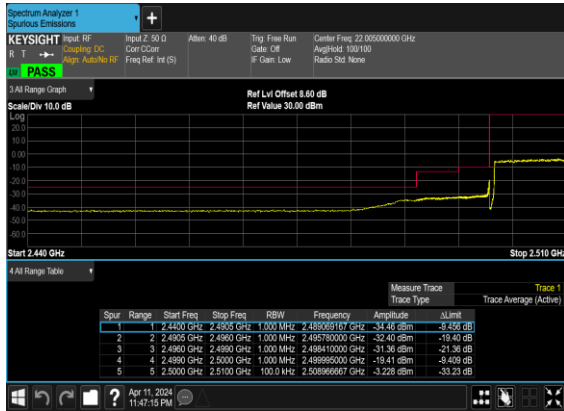 Spectrum Analyzer 1
Spurious Emissions
+
KEYSIGHT Input: RF Input Z: 50 Ω Atten: 40 dB Trig: Free Run Center Freq: 22.005000000 GHz
R T Coupling: DC Corr CCorr Gate: Off Avg|Hold: 100/100
Align: Auto/No RF Freq Ref: Int (S) IF Gain: Low Radio Std: None
LV PASS
3 All Range Graph
Ref Lvl Offset 8.60 dB
Scale/Div 10.0 dB Ref Value 30.00 dBm
Log
20.0
10.0
0.00
-10.0
-20.0
-30.0
-40.0
-50.0
-60.0
Start 2.440 GHz Stop 2.510 GHz
4 All Range Table
Measure Trace Trace 1
Trace Type Trace Average (Active)
Spur Range Start Freq Stop Freq RBW Frequency Amplitude ΔLimit
1 1 2.4400 GHz 2.4905 GHz 1.000 MHz 2.489069167 GHz -34.46 dBm -9.456 dB
2 2 2.4905 GHz 2.4960 GHz 1.000 MHz 2.495780000 GHz -32.40 dBm -19.40 dB
3 3 2.4960 GHz 2.4990 GHz 1.000 MHz 2.498410000 GHz -31.36 dBm -21.36 dB
4 4 2.4990 GHz 2.5000 GHz 1.000 MHz 2.499995000 GHz -19.41 dBm -9.409 dB
5 5 2.5000 GHz 2.5100 GHz 100.0 kHz 2.508966667 GHz -3.228 dBm -33.23 dB
? Apr 11, 2024
11:47:15 PM